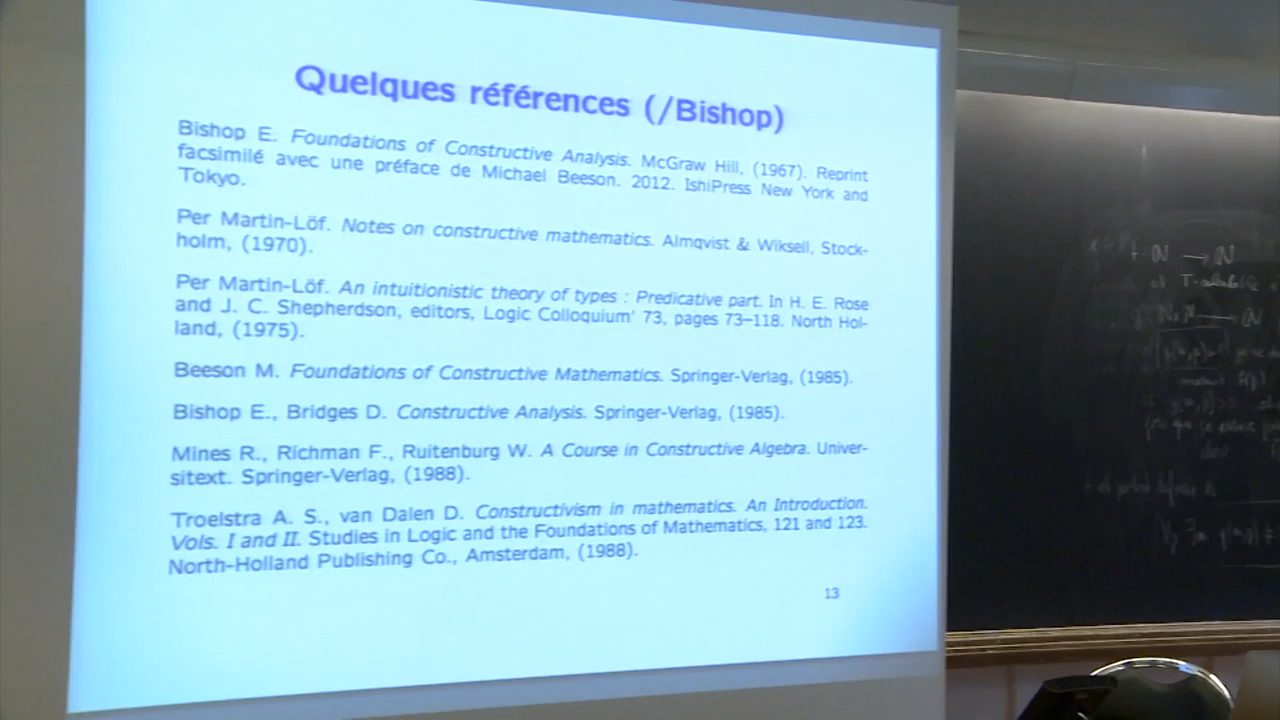 Quelques références (/Bishop)
Bishop E. Foundations of Constructive Analysis. McGraw Hill, (1967). Reprint
facsimilé avec une préface de Michael Beeson. 2012. IshiPress New York and
Tokyo.
Per Martin-Löf. Notes on constructive mathematics. Almqvist & Wiksell, Stock-
holm, (1970).
Per Martin-Löf. An intuitionistic theory of types : Predicative part. In H. E. Rose
and J. C. Shepherdson, editors, Logic Colloquium' 73, pages 73–118. North Hol-
land, (1975).
Beeson M. Foundations of Constructive Mathematics. Springer-Verlag, (1985).
Bishop E., Bridges D. Constructive Analysis. Springer-Verlag, (1985).
Mines R., Richman F., Ruitenburg W. A Course in Constructive Algebra. Univer-
sitext. Springer-Verlag, (1988).
Troelstra A. S., van Dalen D. Constructivism in mathematics. An Introduction.
Vols. I and II. Studies in Logic and the Foundations of Mathematics, 121 and 123.
North-Holland Publishing Co., Amsterdam, (1988).
13
ℕ → ℕ